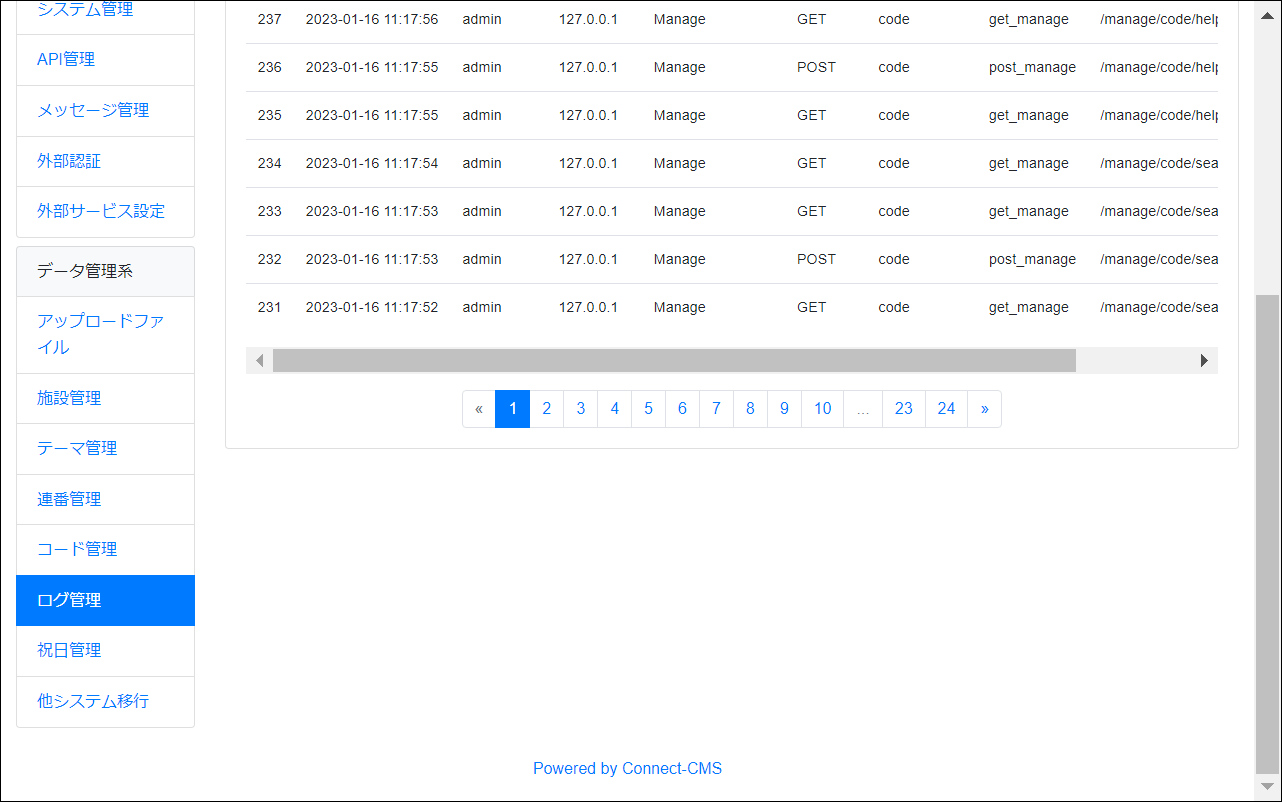 システム管理
API管理
メッセージ管理
外部認証
外部サービス設定
データ管理系
アップロードファ
イル
施設管理
テーマ管理
連番管理
コード管理
ログ管理
祝日管理
他システム移行
237 2023-01-16 11:17:56 admin 127.0.0.1 Manage GET code get_manage /manage/code/help
236 2023-01-16 11:17:55 admin 127.0.0.1 Manage POST code post_manage /manage/code/help
235 2023-01-16 11:17:55 admin 127.0.0.1 Manage GET code get_manage /manage/code/help
234 2023-01-16 11:17:54 admin 127.0.0.1 Manage GET code get_manage /manage/code/sea
233 2023-01-16 11:17:53 admin 127.0.0.1 Manage GET code get_manage /manage/code/sea
232 2023-01-16 11:17:53 admin 127.0.0.1 Manage POST code post_manage /manage/code/sea
231 2023-01-16 11:17:52 admin 127.0.0.1 Manage GET code get_manage /manage/code/sea
« 1 2 3 4 5 6 7 8 9 10 ... 23 24 »
Powered by Connect-CMS